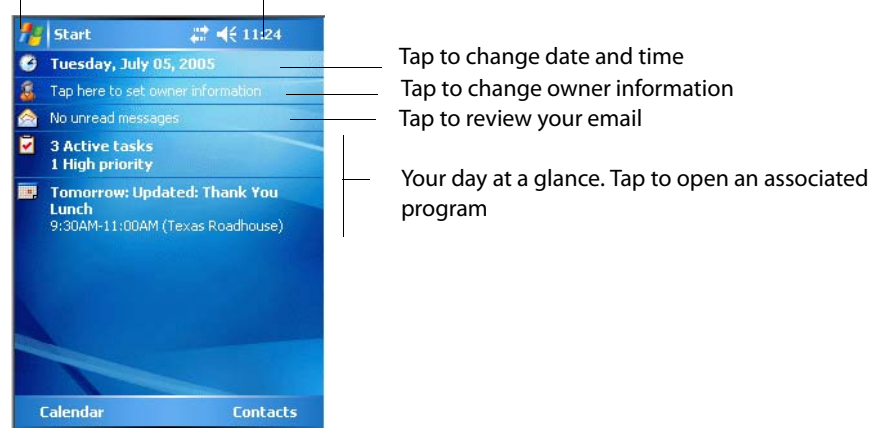 Start 11:24
Tuesday, July 05, 2005
Tap to change date and time
Tap here to set owner information
Tap to change owner information
No unread messages
Tap to review your email
3 Active tasks
1 High priority
Your day at a glance. Tap to open an associated
program
Tomorrow: Updated: Thank You
Lunch
9:30AM-11:00AM (Texas Roadhouse)
Calendar Contacts